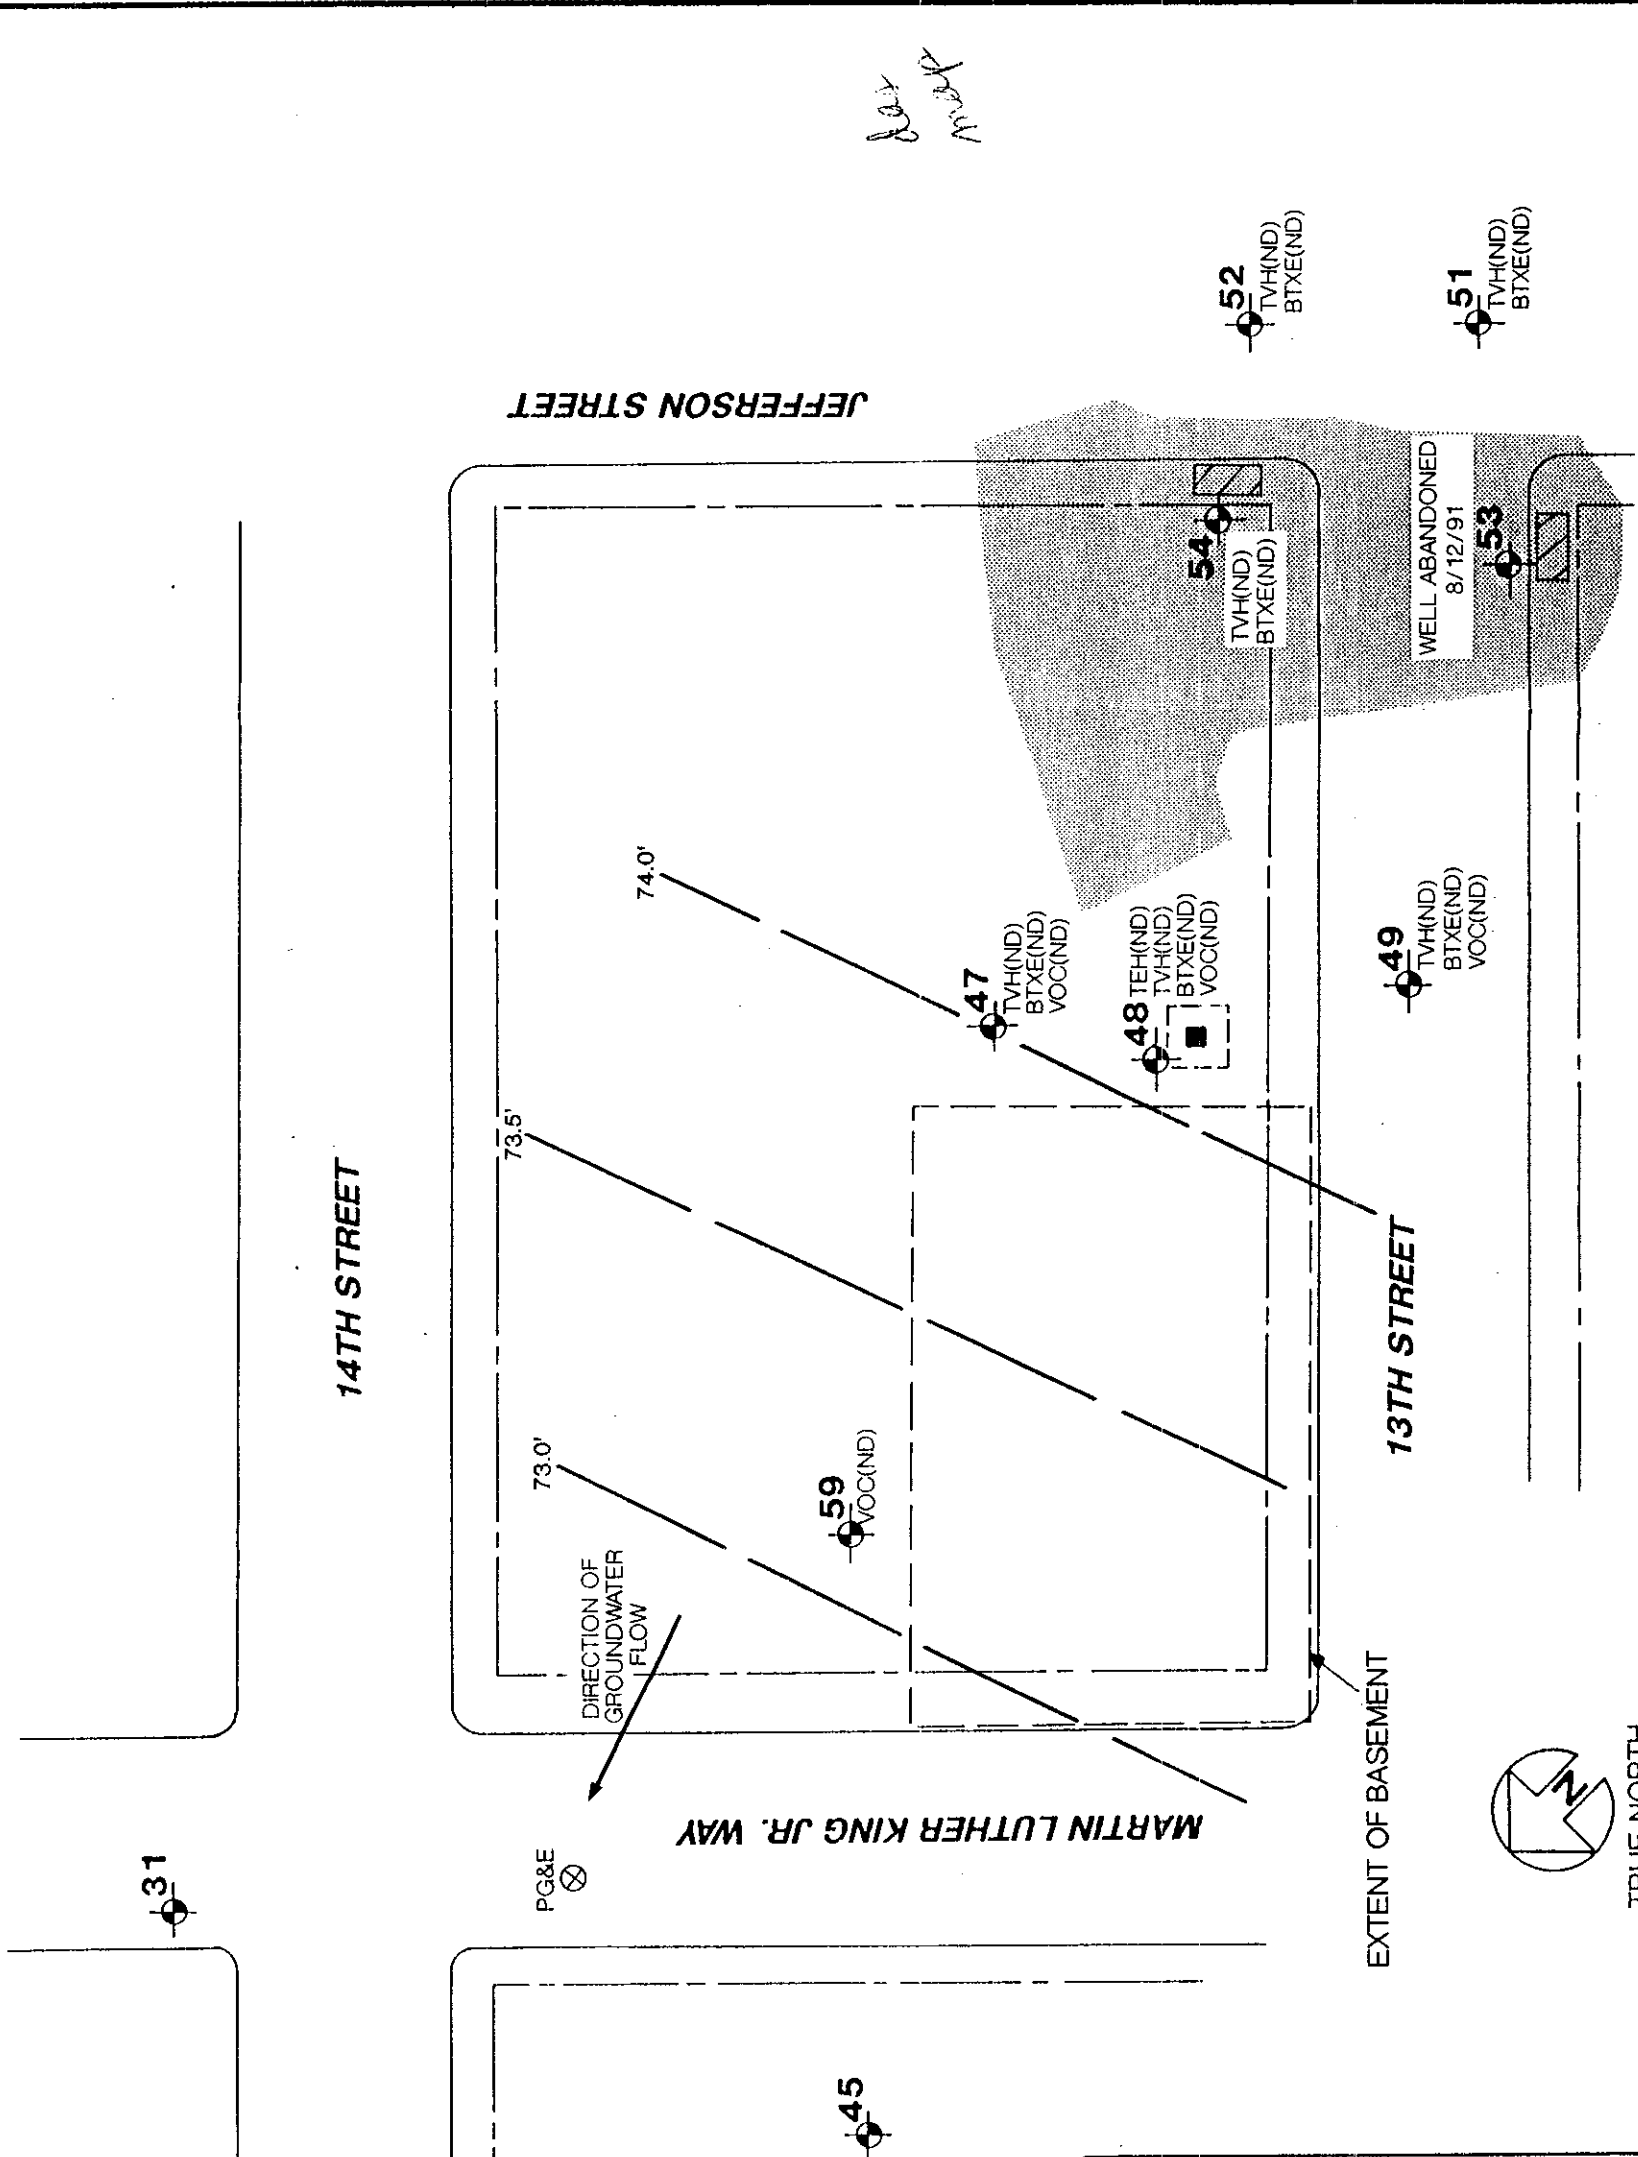 14TH STREET
JEFFERSON STREET
13TH STREET
MARTIN LUTHER KING JR. WAY
31
PG&E
45
DIRECTION OF
GROUNDWATER
FLOW
73.0'
73.5'
74.0'
59
VOC(ND)
47
TVH(ND)
BTXE(ND)
VOC(ND)
48
TEH(ND)
TVH(ND)
BTXE(ND)
VOC(ND)
49
TVH(ND)
BTXE(ND)
VOC(ND)
54
TVH(ND)
BTXE(ND)
52
TVH(ND)
BTXE(ND)
51
TVH(ND)
BTXE(ND)
WELL ABANDONED
8/12/91
53
EXTENT OF BASEMENT
N
TRUE NORTH
map